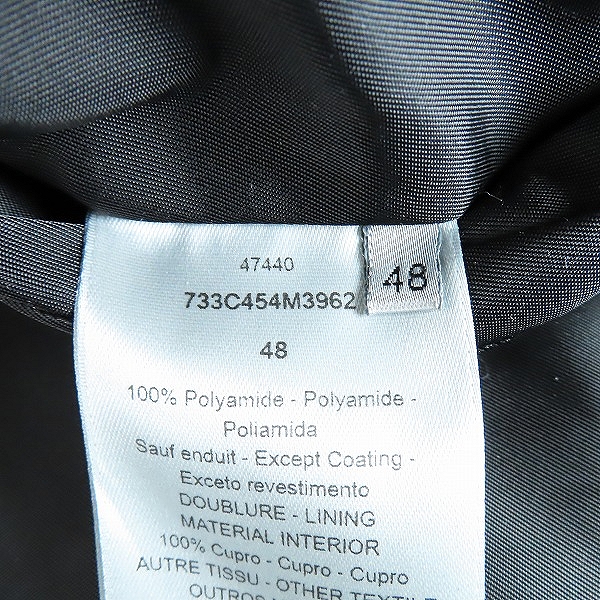 47440
733C454M3962
48
48
100% Polyamide - Polyamide -
Poliamida
Sauf enduit - Except Coating -
Exceto revestimento
DOUBLURE - LINING
MATERIAL INTERIOR
100% Cupro - Cupro - Cupro
AUTRE TISSU - OTHER TEXTILE
OUTROS